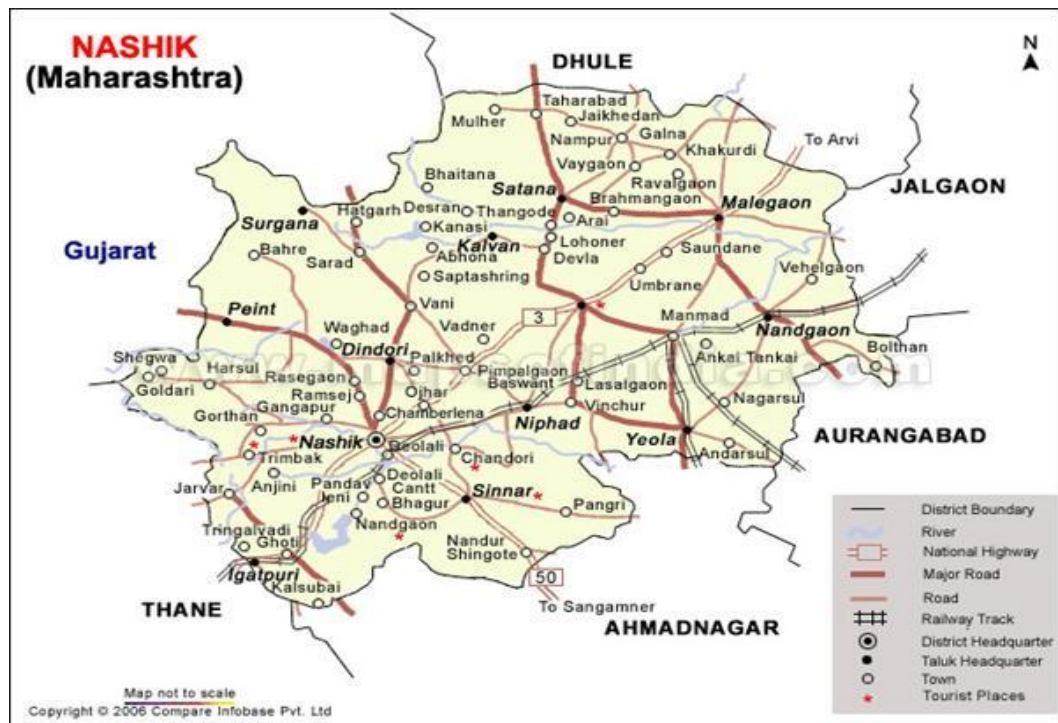 NASHIK
(Maharashtra)
N
DHULE
Taharabad
Mulher
Jaikhedan
Nampur
Galna
To Arvi
Khakurdi
Vaygaon
Bhaitana
Satana
Ravalgaon
JALGAON
Brahmangaon
Malegaon
Desran
Thangode
Hatgarh
Surgana
Arai
Kanasi
Gujarat
Bahre
Kalvan
Lohoner
Saundane
Abhona
Sarad
Devla
Vehelgaon
Saptashring
Umbrane
Peint
Vani
3
Manmad
Waghad
Vadner
Nandgaon
Dindori
Palkhed
Ankai Tankai
Bolthan
Shegwa
Harsul
Rasegaon
Pimpalgaon
Baswant
Goldari
Ramsej
Jhar
Lasalgaon
Nagarsul
Gorthan
Gangapur
Chamberlena
Niphad
Vinchur
Yeola
AURANGABAD
Nashik
Deolali
Chandori
Andarsul
Trimbak
Jarvar
Anjini
Pandav
leni
Deolali
Cantt
Bhagur
Sinnar
Pangri
Tringalvadi
Nandgaon
Ghoti
Nandur
Shingote
Igatpuri
Kalsubai
50
THANE
To Sangamner
AHMADNAGAR
District Boundary
River
National Highway
Major Road
Road
Railway Track
District Headquarter
Taluk Headquarter
Town
Tourist Places
Map not to scale
Copyright © 2006 Compare Infobase Pvt. Ltd